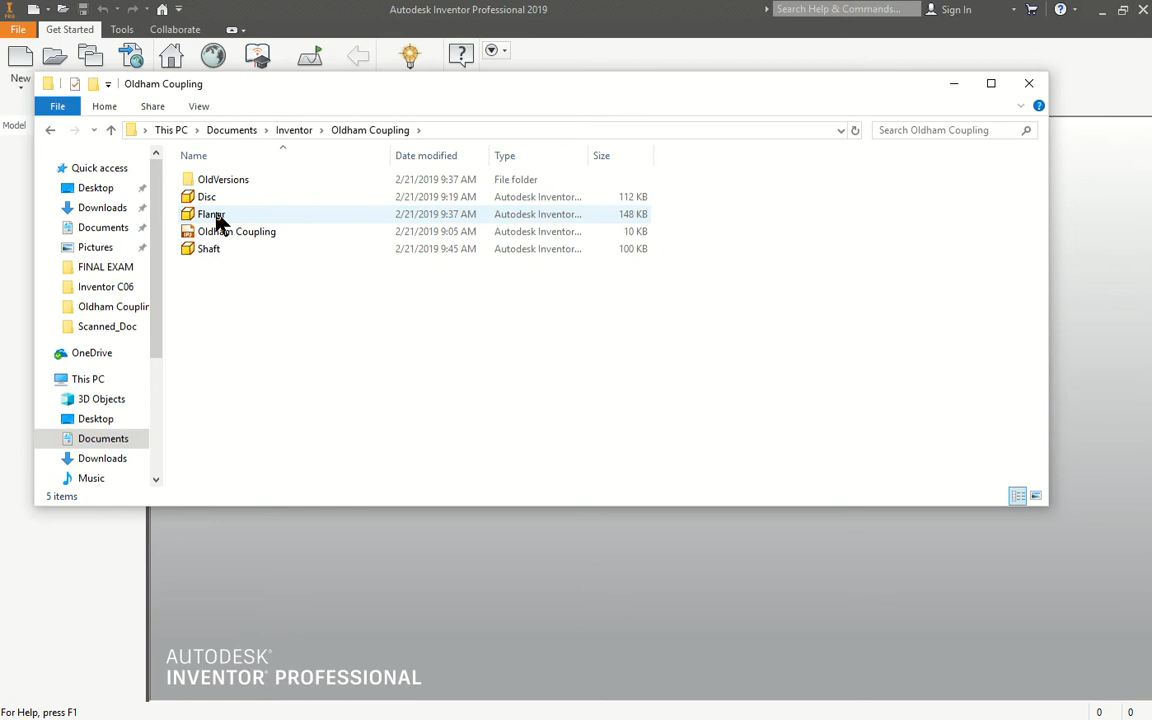 PRO
Autodesk Inventor Professional 2019
Search Help & Commands...
Sign In
File
Get Started
Tools
Collaborate
New
Model
Oldham Coupling
File
Home
Share
View
This PC > Documents > Inventor > Oldham Coupling >
Search Oldham Coupling
Name
Date modified
Type
Size
OldVersions 2/21/2019 9:37 AM File folder
Disc 2/21/2019 9:19 AM Autodesk Inventor... 112 KB
2/21/2019 9:37 AM Autodesk Inventor... 148 KB
Oldham Coupling 2/21/2019 9:05 AM Autodesk Inventor... 10 KB
Shaft 2/21/2019 9:45 AM Autodesk Inventor... 100 KB
Quick access
Desktop
Downloads
Documents
Pictures
FINAL EXAM
Inventor C06
Oldham Couplin
Scanned_Doc
OneDrive
This PC
3D Objects
Desktop
Documents
Downloads
Music
5 items
AUTODESK®
INVENTOR® PROFESSIONAL
For Help, press F1
0 0